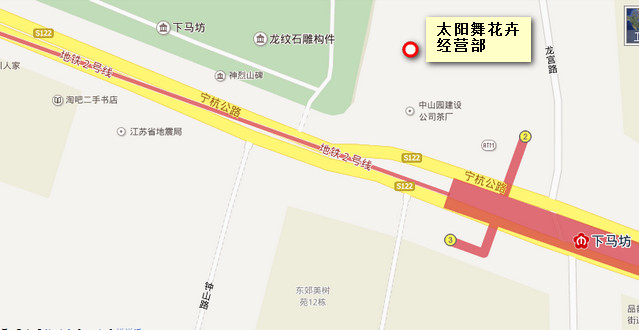 太阳舞花卉
经营部
下马坊
龙纹石雕构件
S122
地铁2号线
神烈山碑
川人家
淘吧二手书店
宁杭公路
江苏省地震局
中山园建设
公司茶厂
龙宫路
2
地铁2号线
S122
宁杭公路
S122
3
下马坊
钟山路
东郊美树
苑12栋